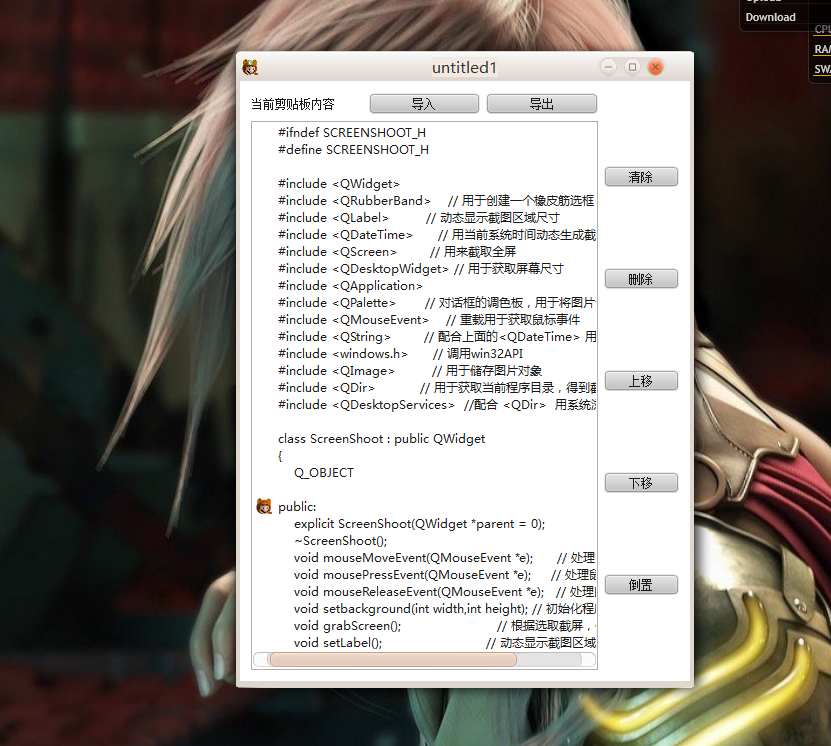 Download
CPU
RAM
SWA
untitled1
当前剪贴板内容
导入
导出
#ifndef SCREENSHOOT_H
#define SCREENSHOOT_H
#include <QWidget>
#include <QRubberBand> // 用于创建一个橡皮筋选框
#include <QLabel> // 动态显示截图区域尺寸
#include <QDateTime> // 用当前系统时间动态生成截
#include <QScreen> // 用来截取全屏
#include <QDesktopWidget> // 用于获取屏幕尺寸
#include <QApplication>
#include <QPalette> // 对话框的调色板，用于将图片
#include <QMouseEvent> // 重载用于获取鼠标事件
#include <QString> // 配合上面的<QDateTime> 用
#include <windows.h> // 调用win32API
#include <QImage> // 用于储存图片对象
#include <QDir> // 用于获取当前程序目录，得到截
#include <QDesktopServices> //配合 <QDir> 用系统浏
class ScreenShoot : public QWidget
{
Q_OBJECT
public:
explicit ScreenShoot(QWidget *parent = 0);
~ScreenShoot();
void mouseMoveEvent(QMouseEvent *e); // 处理
void mousePressEvent(QMouseEvent *e); // 处理
void mouseReleaseEvent(QMouseEvent *e); // 处理
void setbackground(int width,int height); // 初始化程
void grabScreen(); // 根据选取截屏，
void setLabel(); // 动态显示截图区域
清除
删除
上移
下移
倒置